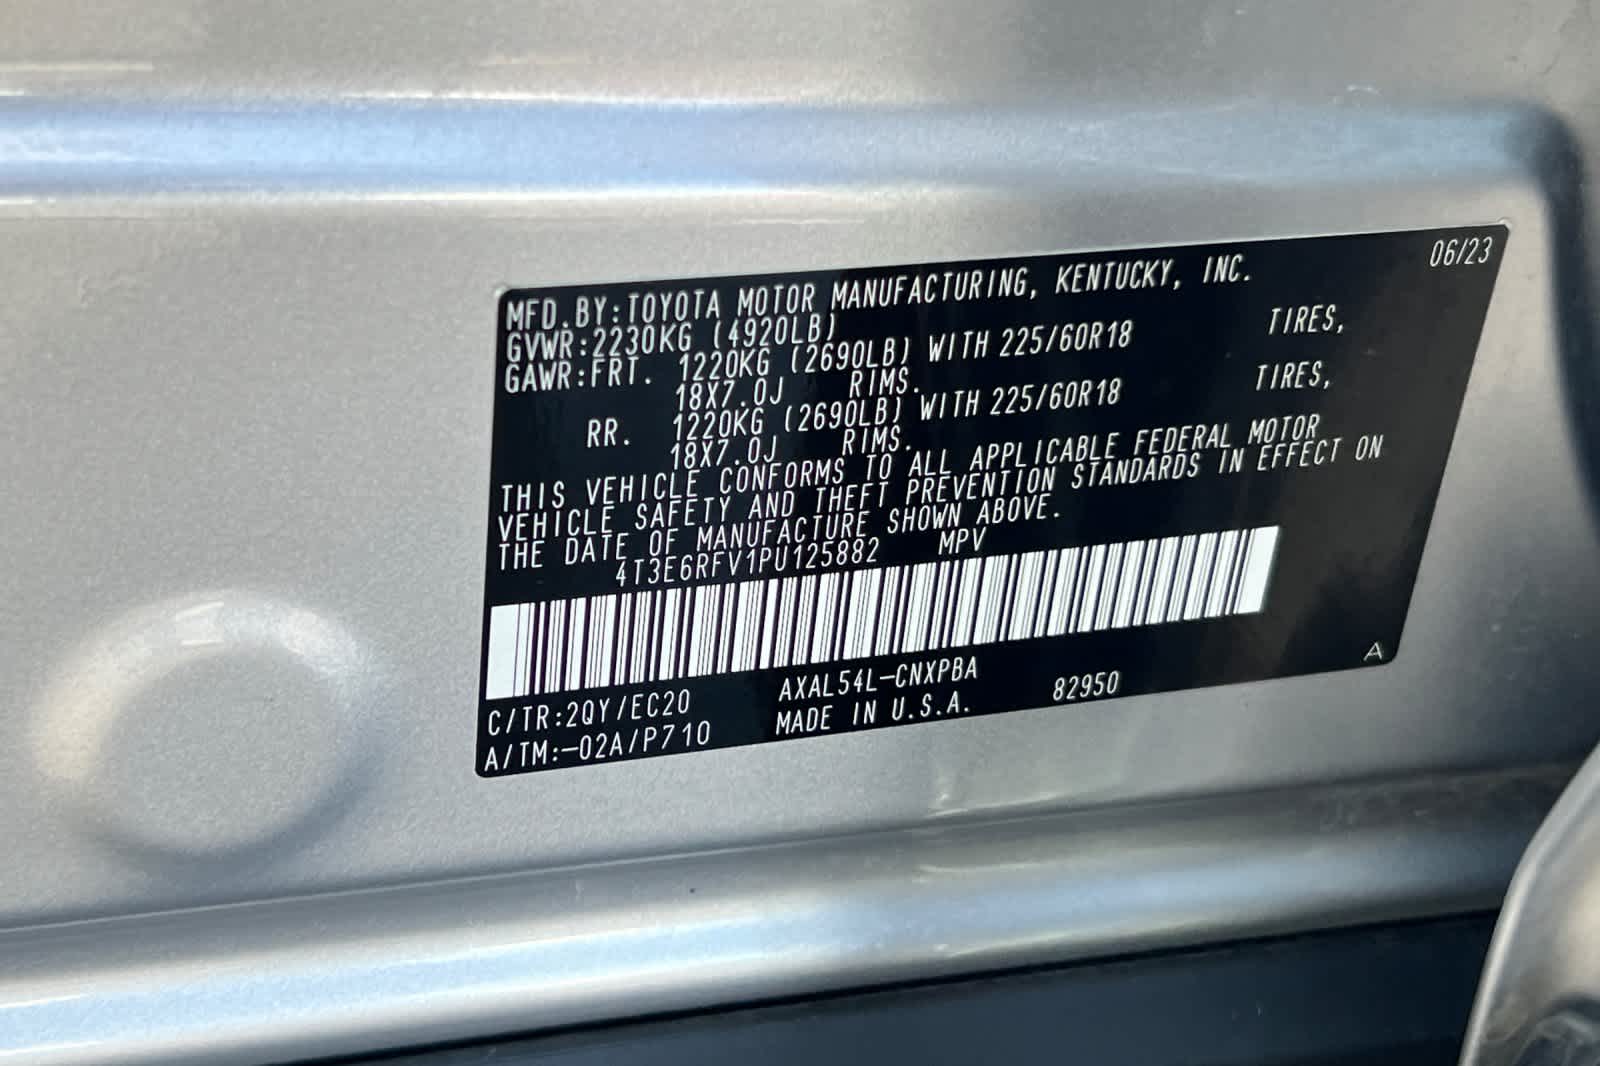 06/23
MFD.BY:TOYOTA MOTOR MANUFACTURING, KENTUCKY, INC.
GVWR:2230KG (4920LB)
GAWR:FRT. 1220KG (2690LB) WITH 225/60R18 TIRES,
18X7.0J RIMS.
RR. 1220KG (2690LB) WITH 225/60R18 TIRES,
18X7.0J RIMS.
THIS VEHICLE CONFORMS TO ALL APPLICABLE FEDERAL MOTOR
VEHICLE SAFETY AND THEFT PREVENTION STANDARDS IN EFFECT ON
THE DATE OF MANUFACTURE SHOWN ABOVE.
4T3E6RFV1PU125882 MPV
C/TR:2QY/EC20 AXAL54L-CNXPBA A
A/TM:-02A/P710 MADE IN U.S.A. 82950